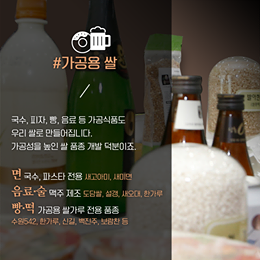 #가공용 쌀
국수, 피자, 빵, 음료 등 가공식품도
우리 쌀로 만들어집니다.
가공성을 높인 쌀 품종 개발 덕분이죠.
면 국수, 파스타 전용 새고아미, 새미면
음료·술 맥주 제조 도담쌀, 설갱, 새오대, 한가루
빵·떡 가공용 쌀가루 전용 품종
수원542, 한가루, 신길, 백진주, 보람찬 등